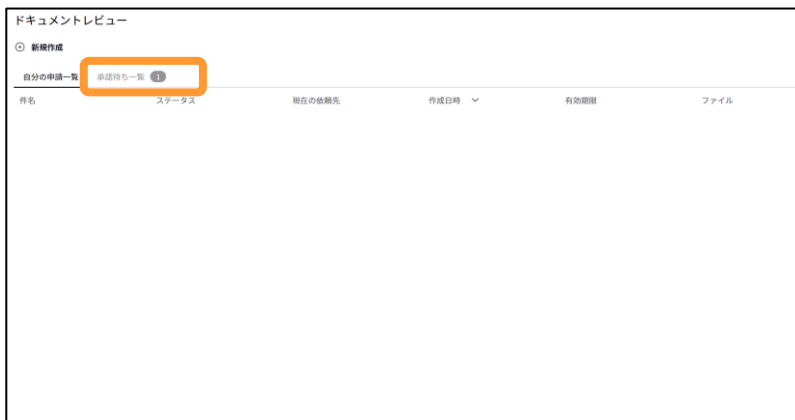 ドキュメントレビュー
新規作成
自分の申請一覧 承認待ち一覧 1
件名 ステータス 現在の依頼先 作成日時 有効期限 ファイル